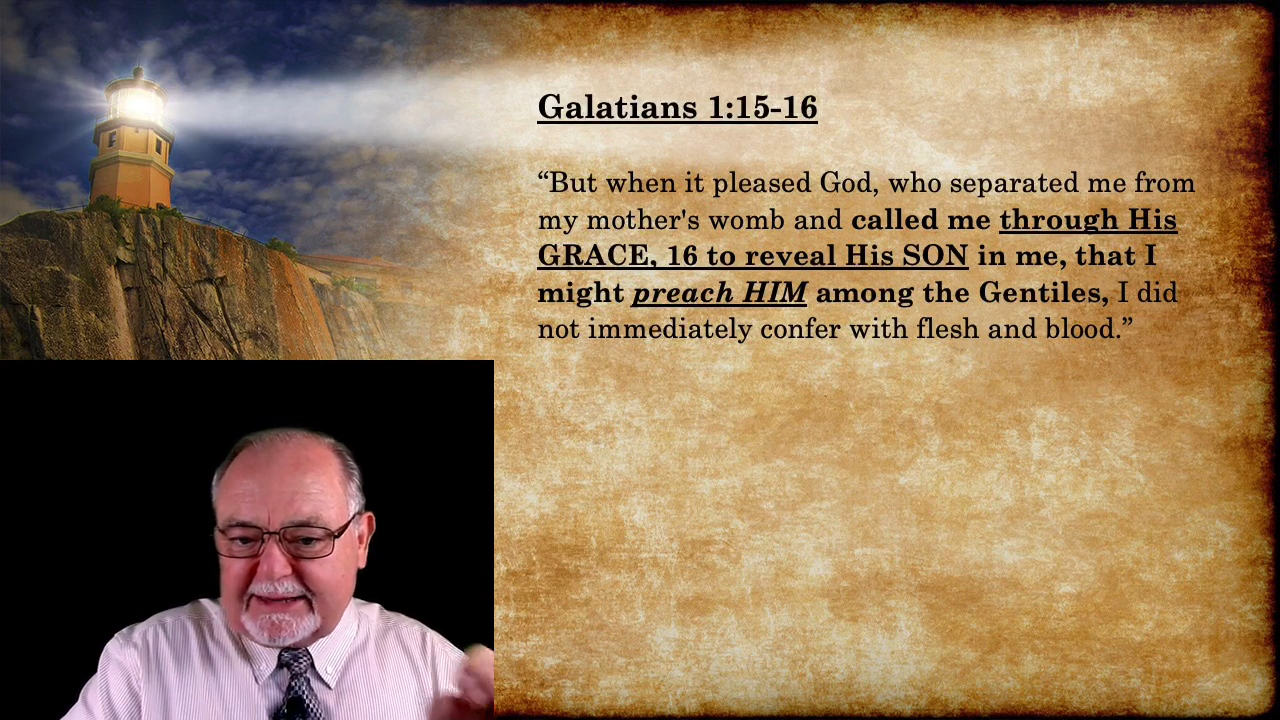 Galatians 1:15-16
“But when it pleased God, who separated me from
my mother's womb and called me through His
GRACE, 16 to reveal His SON in me, that I
might preach HIM among the Gentiles, I did
not immediately confer with flesh and blood.”